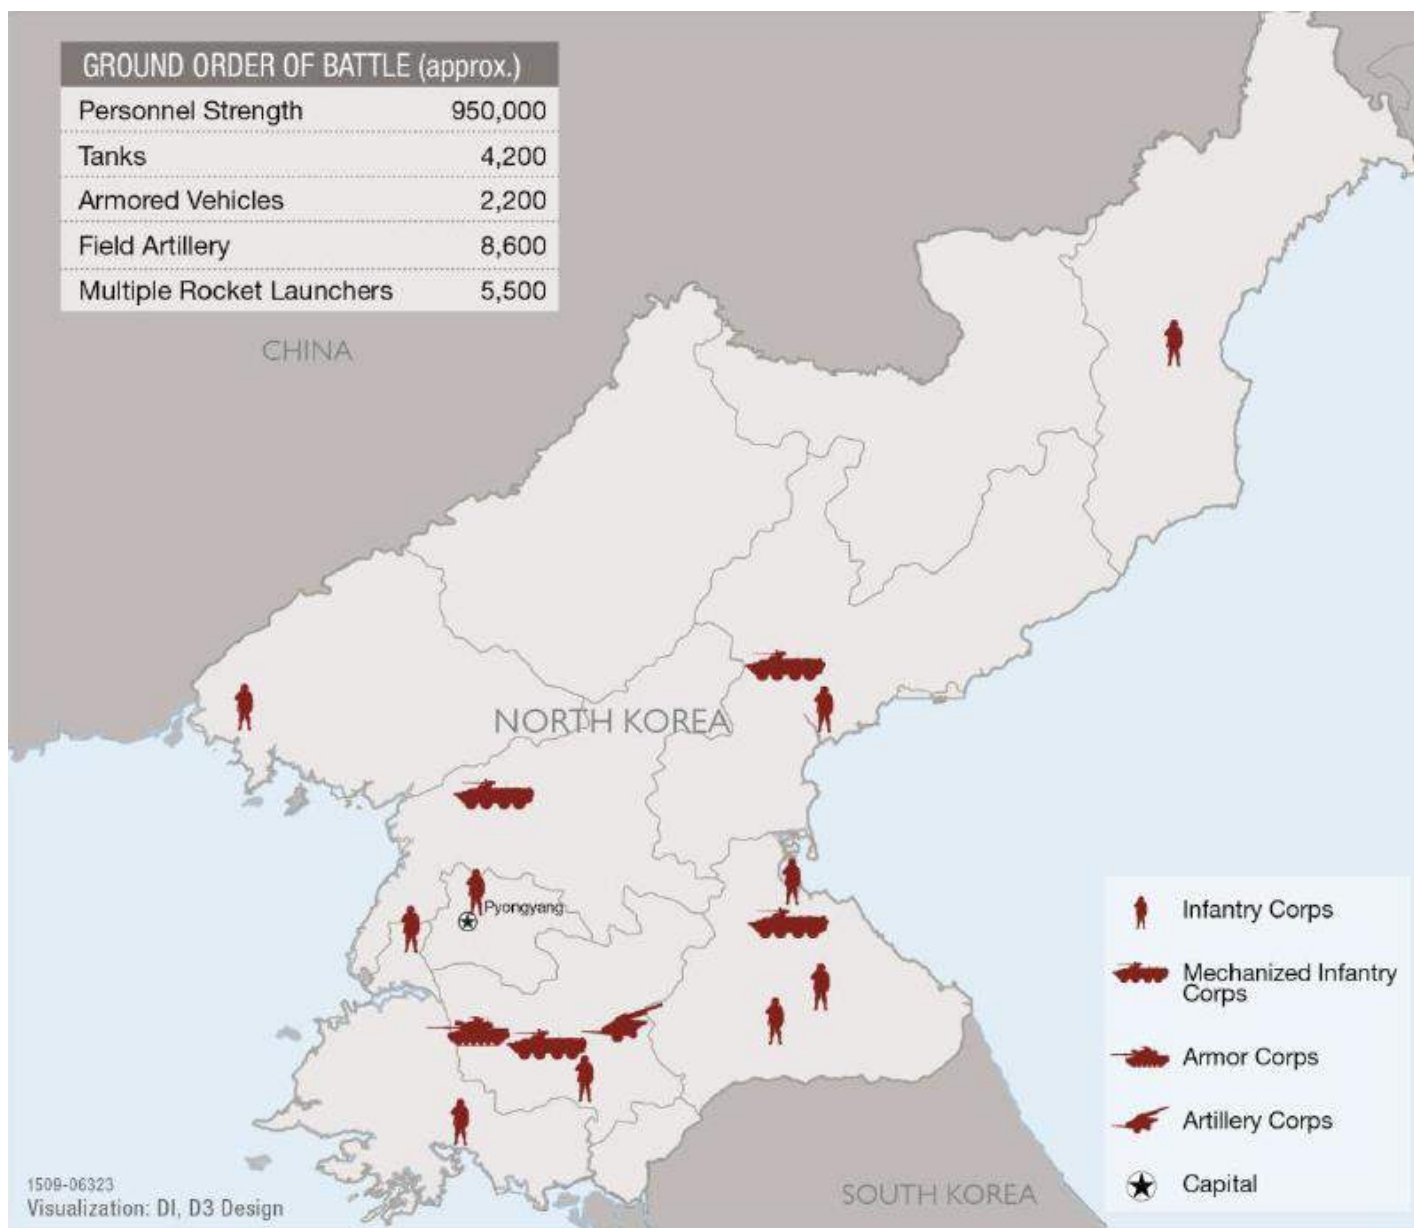 GROUND ORDER OF BATTLE (approx.)
Personnel Strength 950,000
Tanks 4,200
Armored Vehicles 2,200
Field Artillery 8,600
Multiple Rocket Launchers 5,500
CHINA
NORTH KOREA
Pyongyang
Infantry Corps
Mechanized Infantry
Corps
Armor Corps
Artillery Corps
Capital
SOUTH KOREA
1509-06323
Visualization: DI, D3 Design